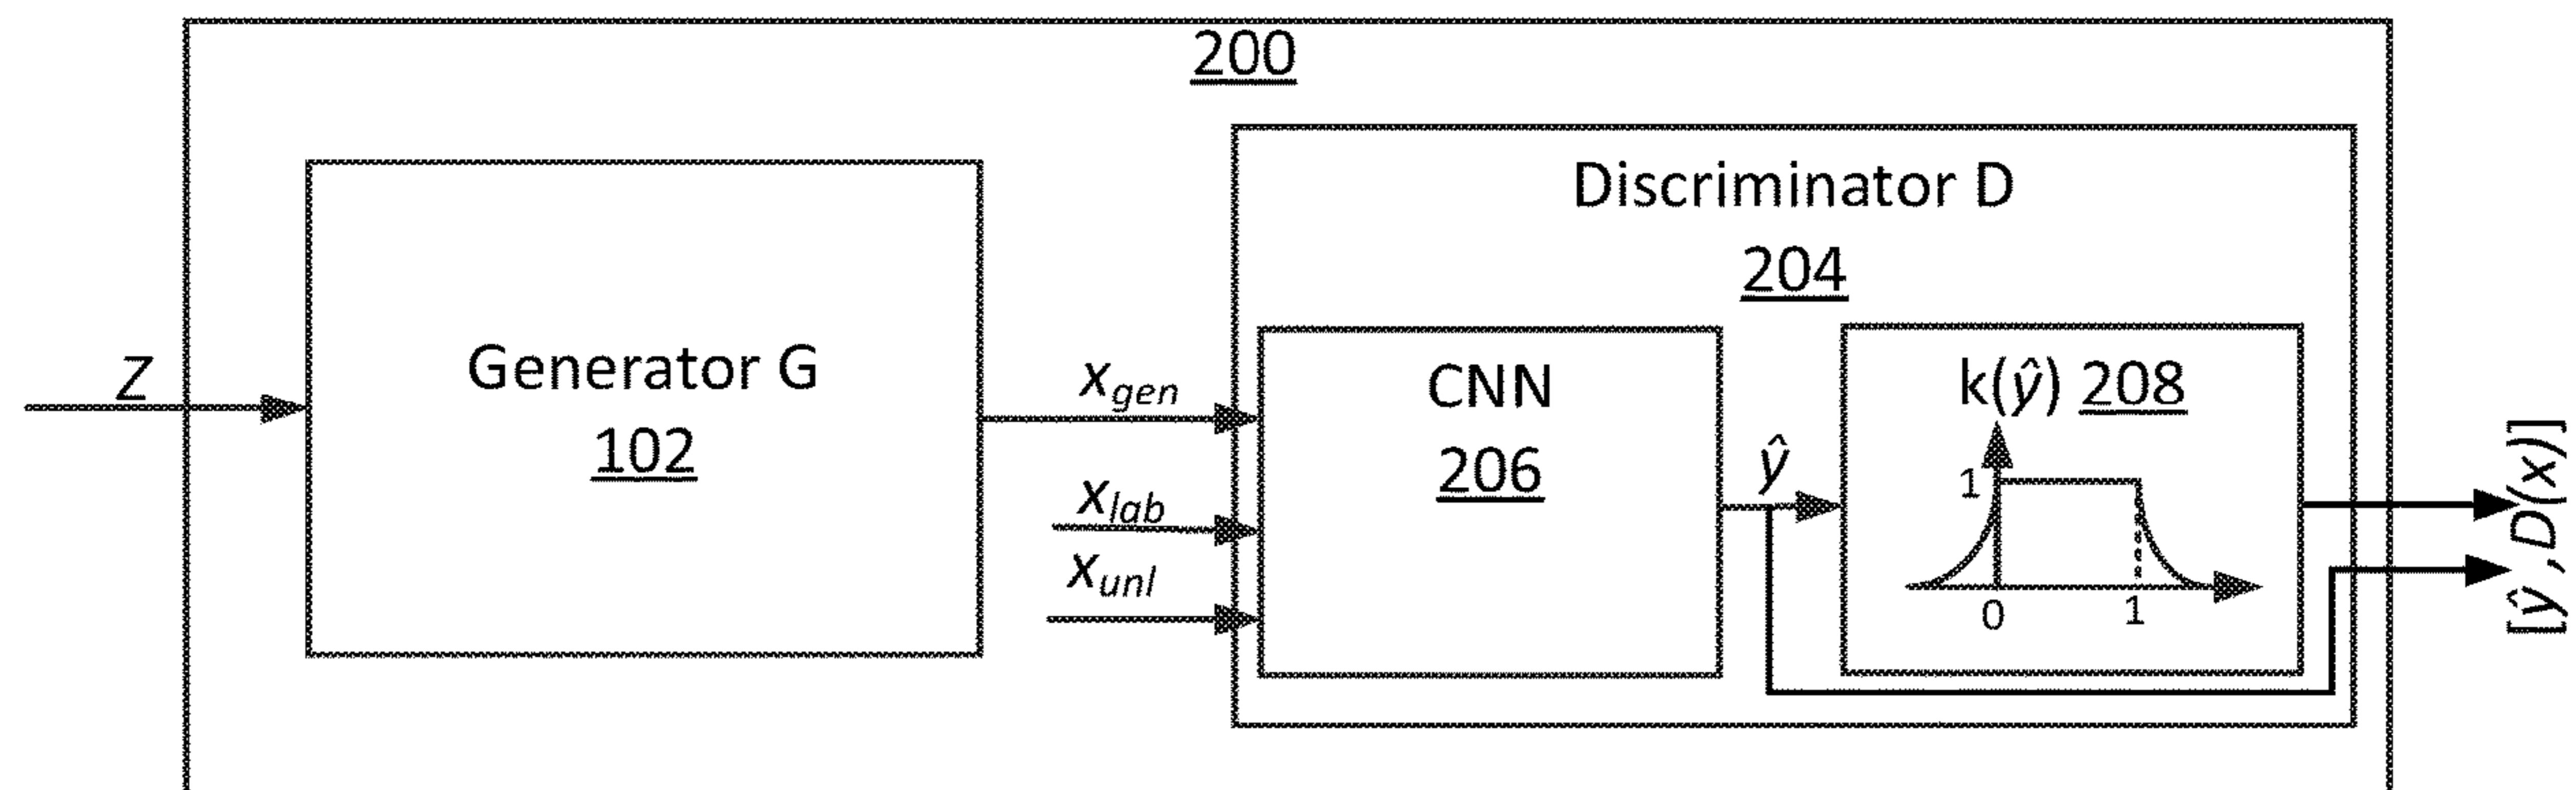 200
Discriminator D
204
Generator G
102
Z
x_gen
x_lab
x_unl
CNN
206
ŷ
k(ŷ) 208
1
0
1
[ŷ ,D(x)]